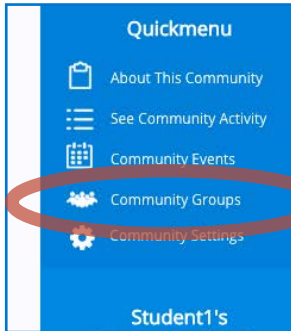 Quickmenu
About This Community
See Community Activity
Community Events
Community Groups
Community Settings
Student1's